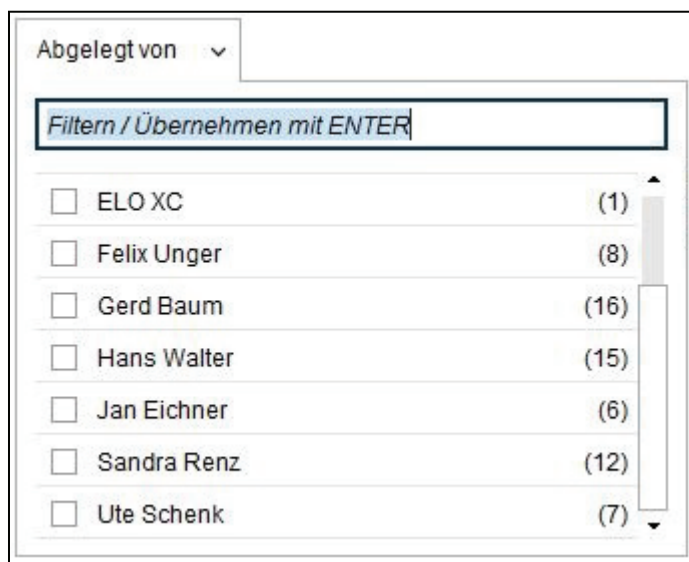 Abgelegt von
Filtern / Übernehmen mit ENTER
ELO XC (1)
Felix Unger (8)
Gerd Baum (16)
Hans Walter (15)
Jan Eichner (6)
Sandra Renz (12)
Ute Schenk (7)